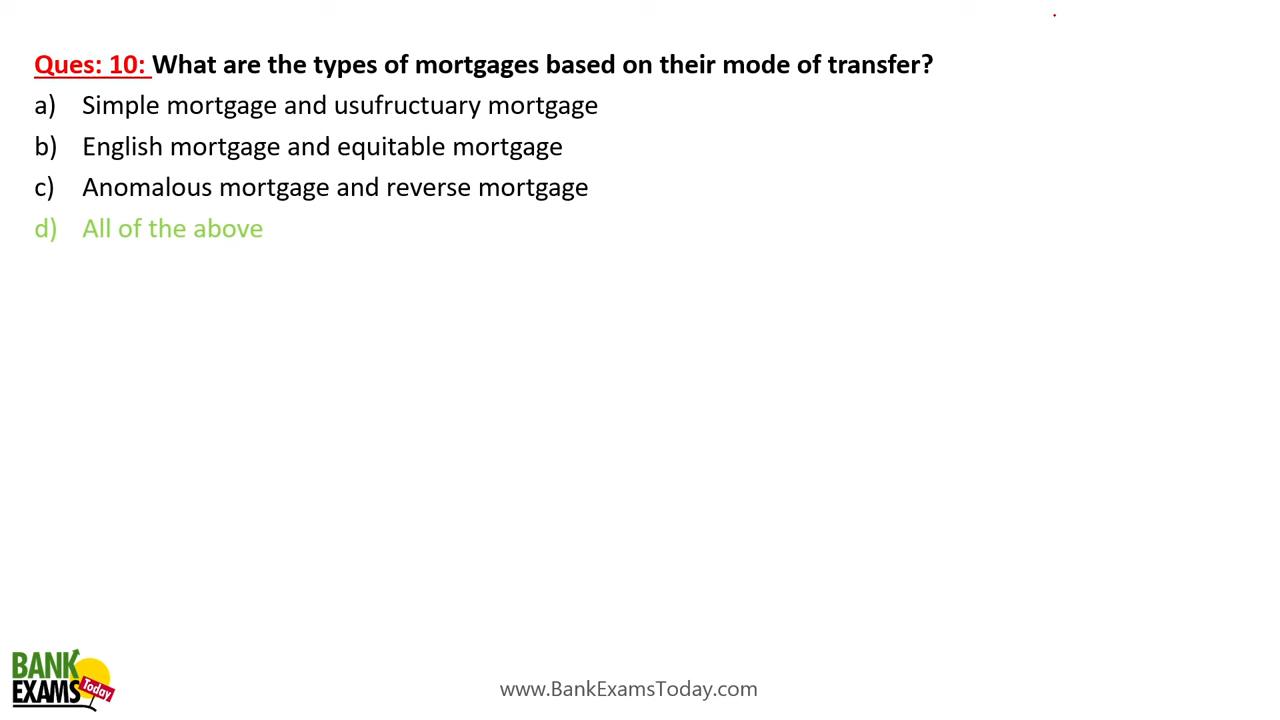 Ques: 10: What are the types of mortgages based on their mode of transfer?
a) Simple mortgage and usufructuary mortgage
b) English mortgage and equitable mortgage
c) Anomalous mortgage and reverse mortgage
d) All of the above
BANK
EXAMS Today
www.BankExamsToday.com